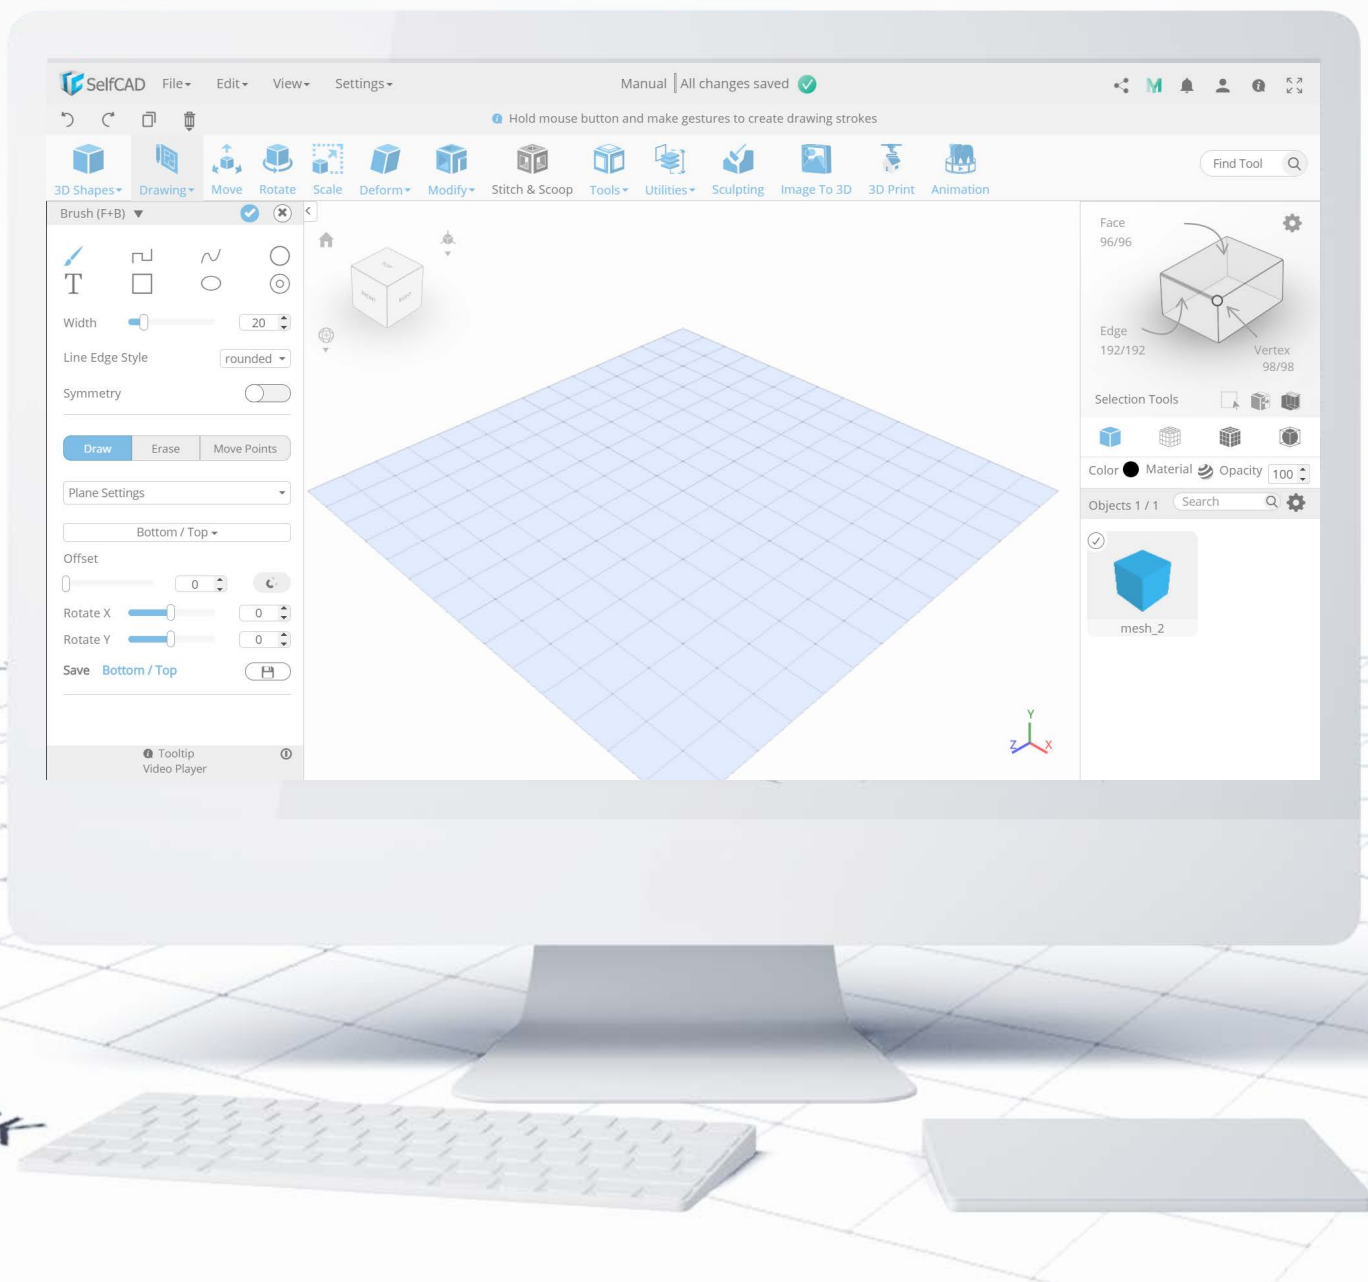 SelfCAD File Edit View Settings Manual All changes saved
Hold mouse button and make gestures to create drawing strokes
3D Shapes Drawing Move Rotate Scale Deform Modify Stitch & Scoop Tools Utilities Sculpting Image To 3D 3D Print Animation Find Tool
Brush (F+B)
T
Width 20
Line Edge Style rounded
Symmetry
Draw Erase Move Points
Plane Settings
Bottom / Top
Offset
0
Rotate X 0
Rotate Y 0
Save Bottom / Top
Tooltip
Video Player
Y
Z X
Face
96/96
Edge
192/192
Vertex
98/98
Selection Tools
Color Material Opacity 100
Objects 1 / 1 Search
mesh_2